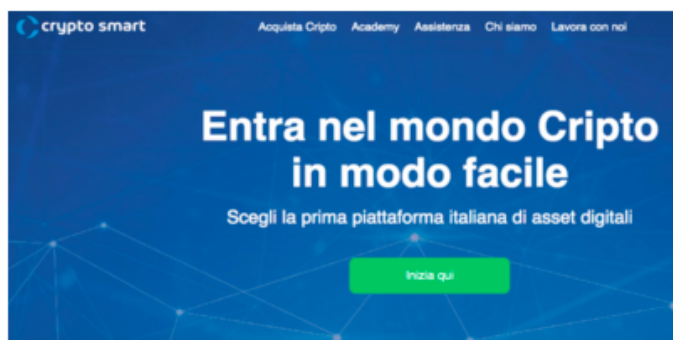 crypto smart
Acquista Cripto Academy Assistenza Chi siamo Lavora con noi
Entra nel mondo Cripto
in modo facile
Scegli la prima piattaforma italiana di asset digitali
Inizia qui